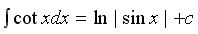 ∫cot xdx = ln | sin x | +c